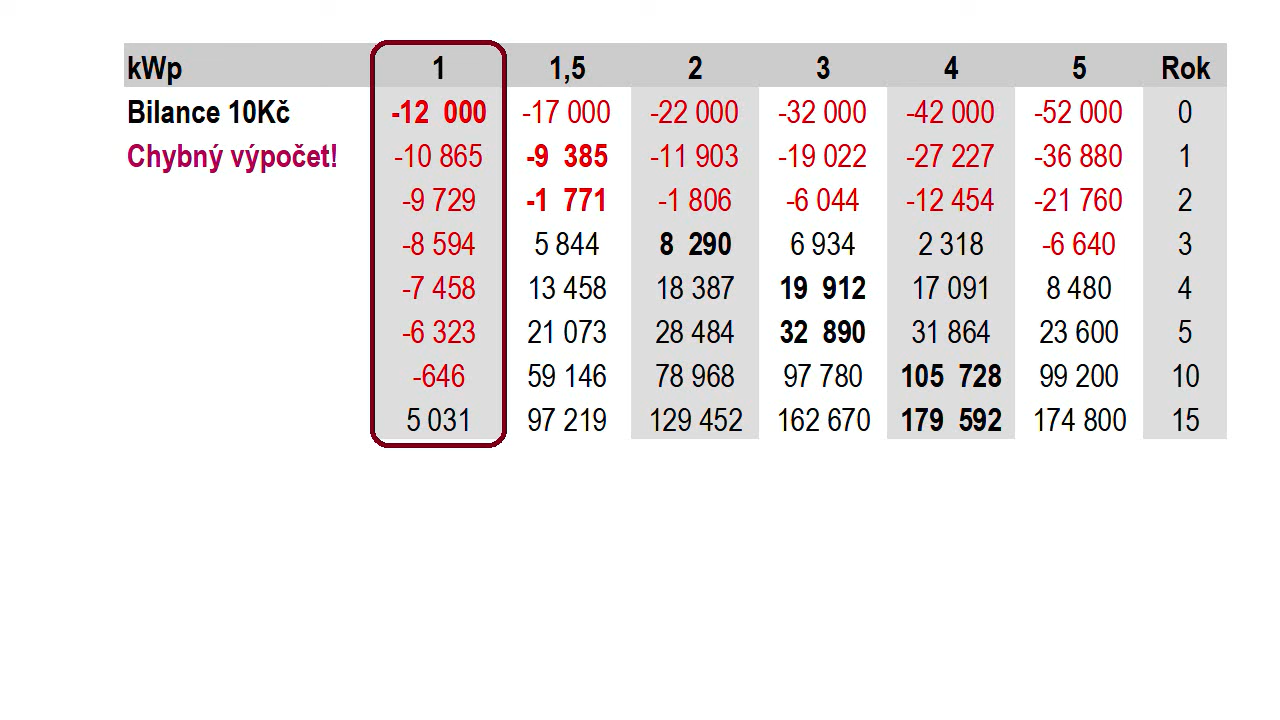 kWp 1 1,5 2 3 4 5 Rok
Bilance 10Kč -12 000 -17 000 -22 000 -32 000 -42 000 -52 000 0
Chybný výpočet! -10 865 -9 385 -11 903 -19 022 -27 227 -36 880 1
-9 729 -1 771 -1 806 -6 044 -12 454 -21 760 2
-8 594 5 844 8 290 6 934 2 318 -6 640 3
-7 458 13 458 18 387 19 912 17 091 8 480 4
-6 323 21 073 28 484 32 890 31 864 23 600 5
-646 59 146 78 968 97 780 105 728 99 200 10
5 031 97 219 129 452 162 670 179 592 174 800 15